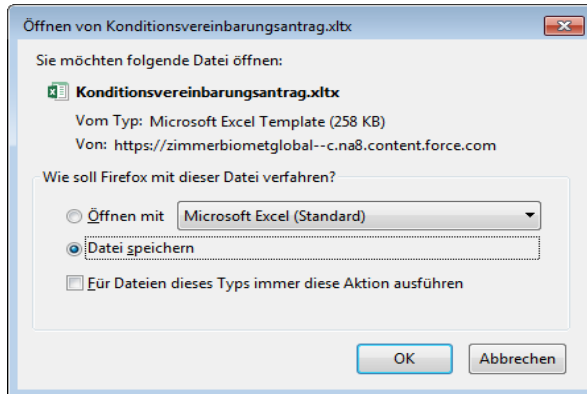 Öffnen von Konditionsvereinbarungsantrag.xltx
Sie möchten folgende Datei öffnen:
Konditionsvereinbarungsantrag.xltx
Vom Typ: Microsoft Excel Template (258 KB)
Von: https://zimmerbiometglobal--c.na8.content.force.com
Wie soll Firefox mit dieser Datei verfahren?
Öffnen mit Microsoft Excel (Standard)
Datei speichern
Für Dateien dieses Typs immer diese Aktion ausführen
OK Abbrechen